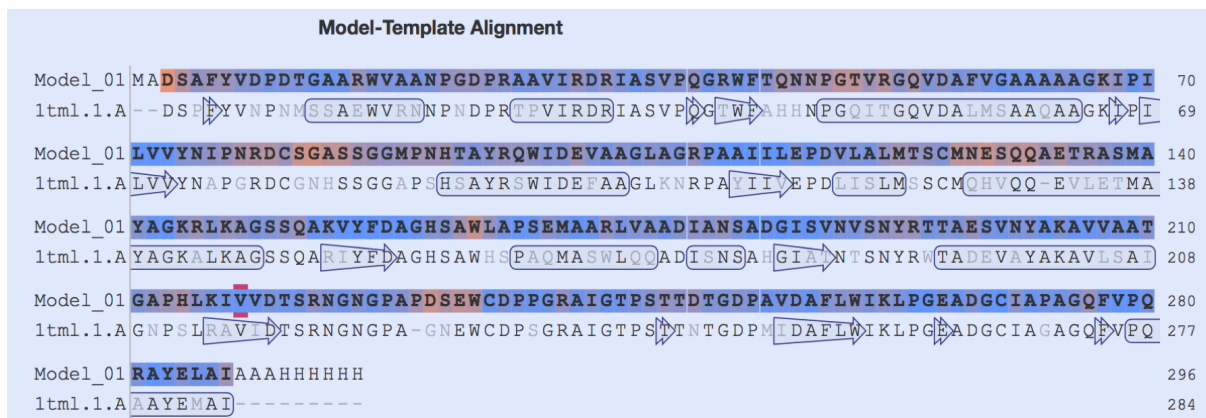 Model-Template Alignment
Model_01 MADSAFYVDPDTGAARWVAANPGDPRAAVIRDRIASVPQGRWFTQNNPGTVRGQVDAFVGAAAAAGKIPI 70
1tml.1.A --DSPFYVNPNMSSAEWVRNNPNDPRTPVIRDRIASVPQGTWFAHHNPGQITGQVDALMSAAQAAGKIPI 69
Model_01 LVVYNIPNRDCSGASSGGMPNHTAYRQWIDEVAAGLAGRPAAIILEPDVLALMTSCMNESQQAETRASMA 140
1tml.1.A LVVYNAPGRDCGNHSSGGAPSHSAYRSWIDEFAAGLKNRPAYIIVEPDLISLMSSCMQHVQQ-EVLETMA 138
Model_01 YAGKRLKAGSSQAKVYFDAGHSAWLAPSEMAARLVAADIANSADGISVNVSNYRTTAESVNYAKAVVAAT 210
1tml.1.A YAGKALKAGSSQARIYFDAGHSAWHSPAQMASWLQQADISNSAHGIATNTSNYRWTADEVAYAKAVLSAI 208
Model_01 GAPHLKIVVDTSRNGNGPAPDSEWCDPPGRAIGTPSTTDTGDPAVDAFLWIKLPGEADGCIAPAGQFVPQ 280
1tml.1.A GNPSLRAVIDTSRNGNGPA-GNEWCDPSGRAIGTPSTTNTGDPMIDAFLWIKLPGEADGCIAGAGQFVPQ 277
Model_01 RAYELAIAAAHHHHHH 296
1tml.1.A AAYEMAI--------- 284